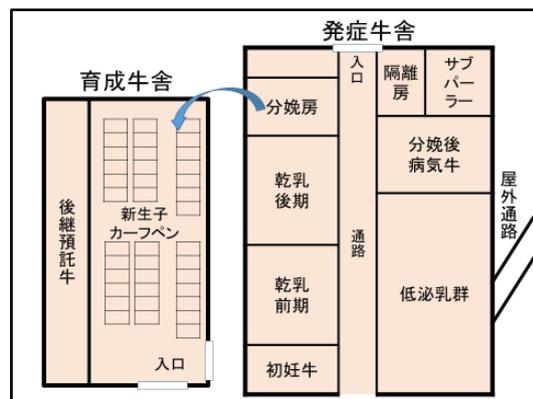 発症牛舎
育成牛舎
後継預託牛
新生子
カーフペン
入口
分娩房
乾乳
後期
乾乳
前期
初妊牛
入口
通路
隔離
房
サブ
パー
ラー
分娩後
病気牛
低泌乳群
屋外通路